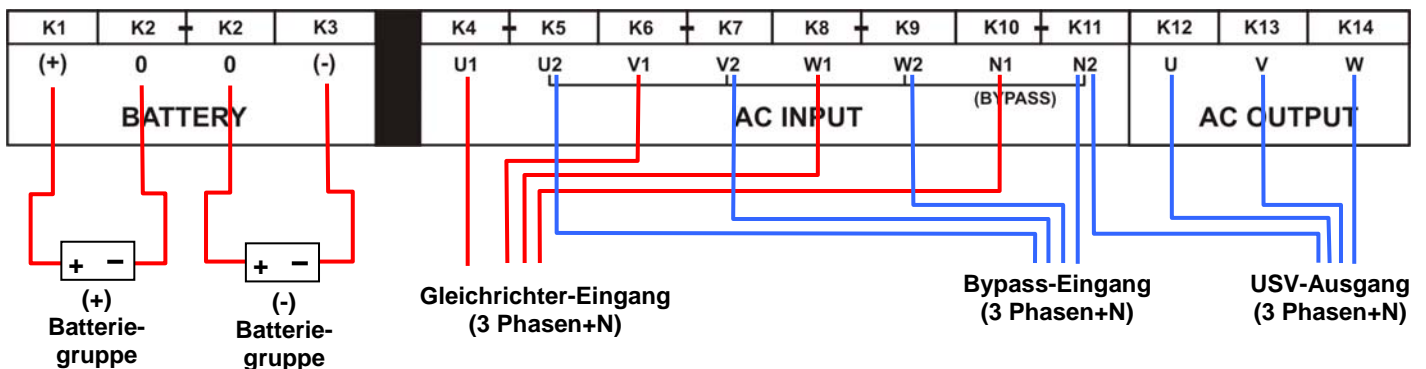 K1 K2 K2 K3 K4 K5 K6 K7 K8 K9 K10 K11 K12 K13 K14
(+) 0 0 (-) U1 U2 V1 V2 W1 W2 N1 N2 U V W
(BYPASS)
BATTERY AC INPUT AC OUTPUT
+ − + −
(+)
Batterie-
gruppe
(-)
Batterie-
gruppe
Gleichrichter-Eingang
(3 Phasen+N)
Bypass-Eingang
(3 Phasen+N)
USV-Ausgang
(3 Phasen+N)